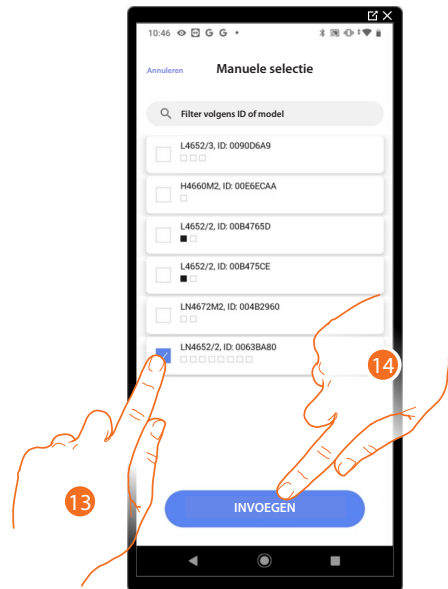 10:46 G G
Annuleren Manuele selectie
Filter volgens ID of model
L4652/3, ID: 0090D6A9
H4660M2, ID: 00E6ECAA
L4652/2, ID: 00B4765D
L4652/2, ID: 00B475CE
LN4672M2, ID: 004B2960
LN4652/2, ID: 0063BA80
14
13
INVOEGEN